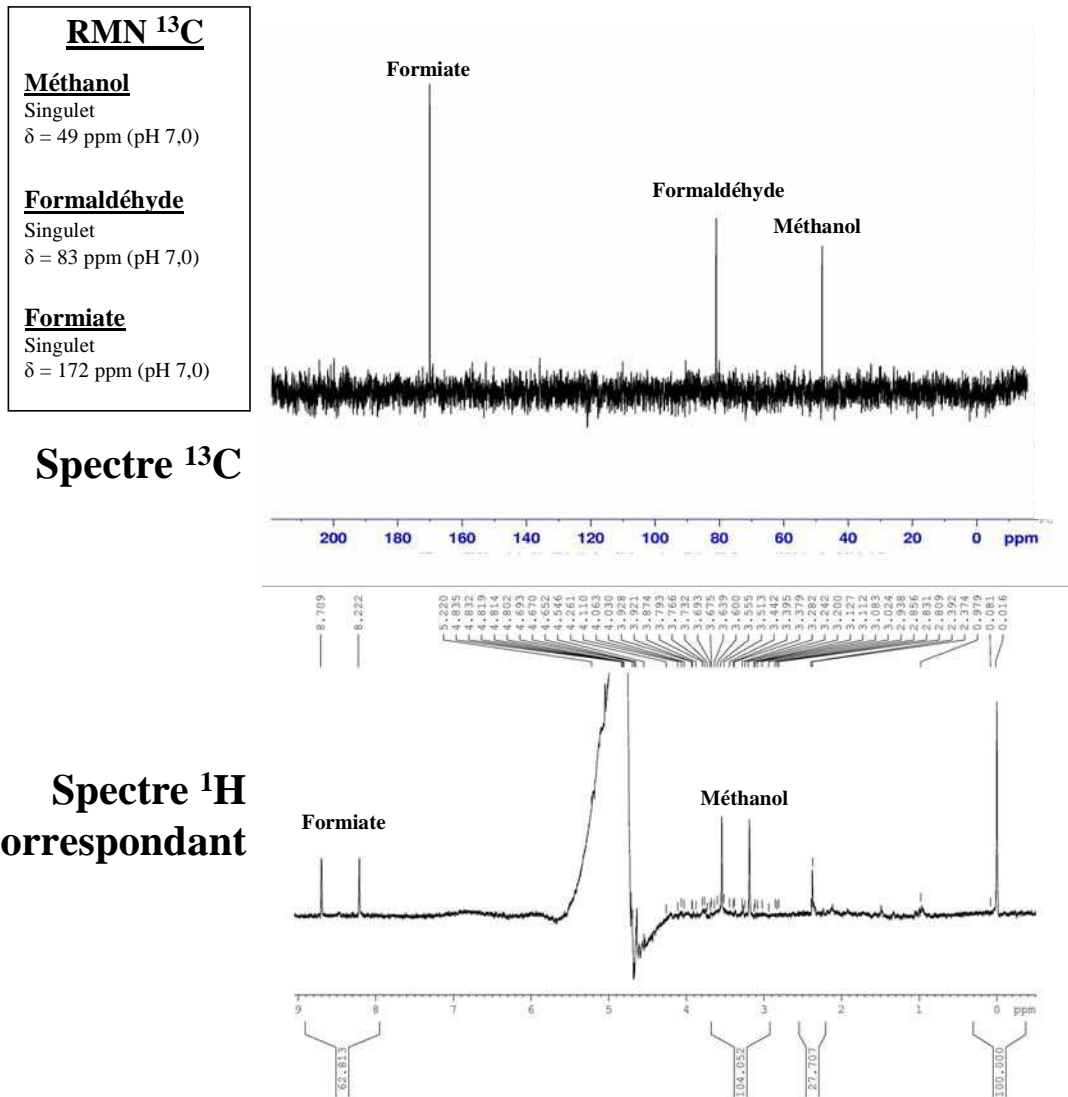 RMN ¹³C
Méthanol
Singulet
δ = 49 ppm (pH 7,0)
Formaldéhyde
Singulet
δ = 83 ppm (pH 7,0)
Formiate
Singulet
δ = 172 ppm (pH 7,0)
Spectre ¹³C
Formiate
Formaldéhyde
Méthanol
200 180 160 140 120 100 80 60 40 20 0 ppm
8.709
8.222
5.220
4.835
4.832
4.819
4.814
4.802
4.693
4.670
4.652
4.546
4.261
4.110
4.063
4.030
3.928
3.921
3.874
3.793
3.766
3.732
3.693
3.675
3.639
3.600
3.555
3.513
3.442
3.395
3.379
3.282
3.242
3.200
3.127
3.112
3.083
3.024
2.938
2.856
2.831
2.809
2.392
2.374
0.979
0.081
0.016
Spectre ¹H
orrespondant
Formiate
Méthanol
9 8 7 6 5 4 3 2 1 0 ppm
62.813
104.052
27.707
100.000